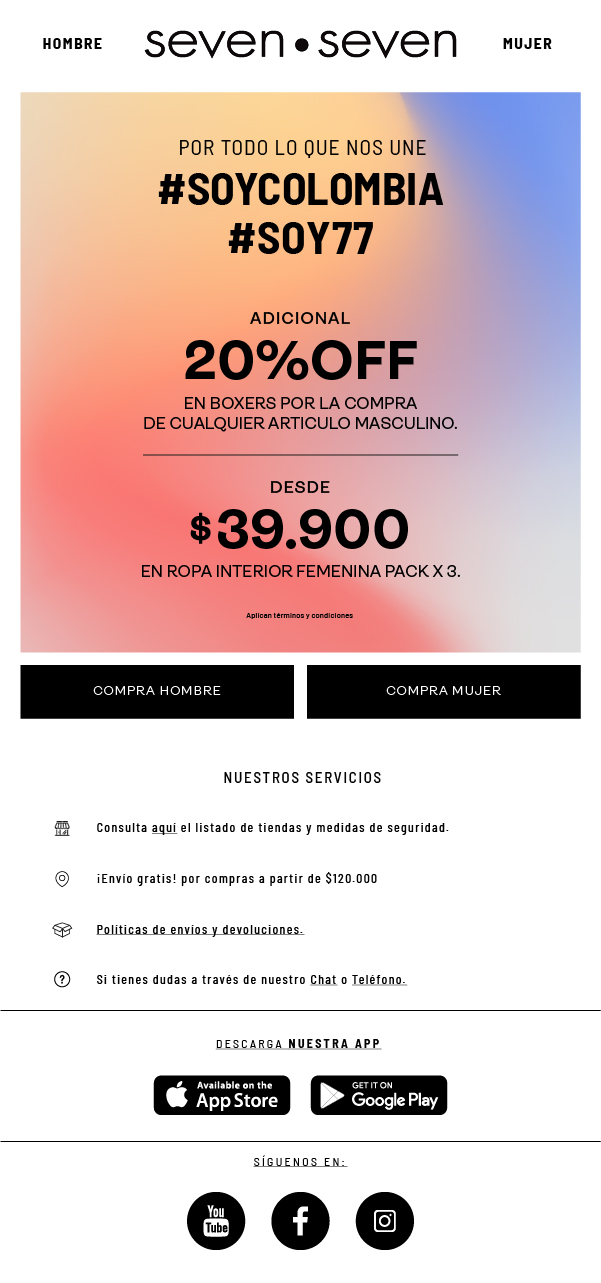 HOMBRE
seven • seven
MUJER
POR TODO LO QUE NOS UNE
#SOYCOLOMBIA
#SOY77
ADICIONAL
20%OFF
EN BOXERS POR LA COMPRA
DE CUALQUIER ARTICULO MASCULINO.
DESDE
$39.900
EN ROPA INTERIOR FEMENINA PACK X 3.
Aplican términos y condiciones
COMPRA HOMBRE
COMPRA MUJER
NUESTROS SERVICIOS
Consulta aquí el listado de tiendas y medidas de seguridad.
¡Envío gratis! por compras a partir de $120.000
Políticas de envíos y devoluciones.
Si tienes dudas a través de nuestro Chat o Teléfono.
DESCARGA NUESTRA APP
Available on the
App Store
GET IT ON
Google Play
SÍGUENOS EN:
You
Tube